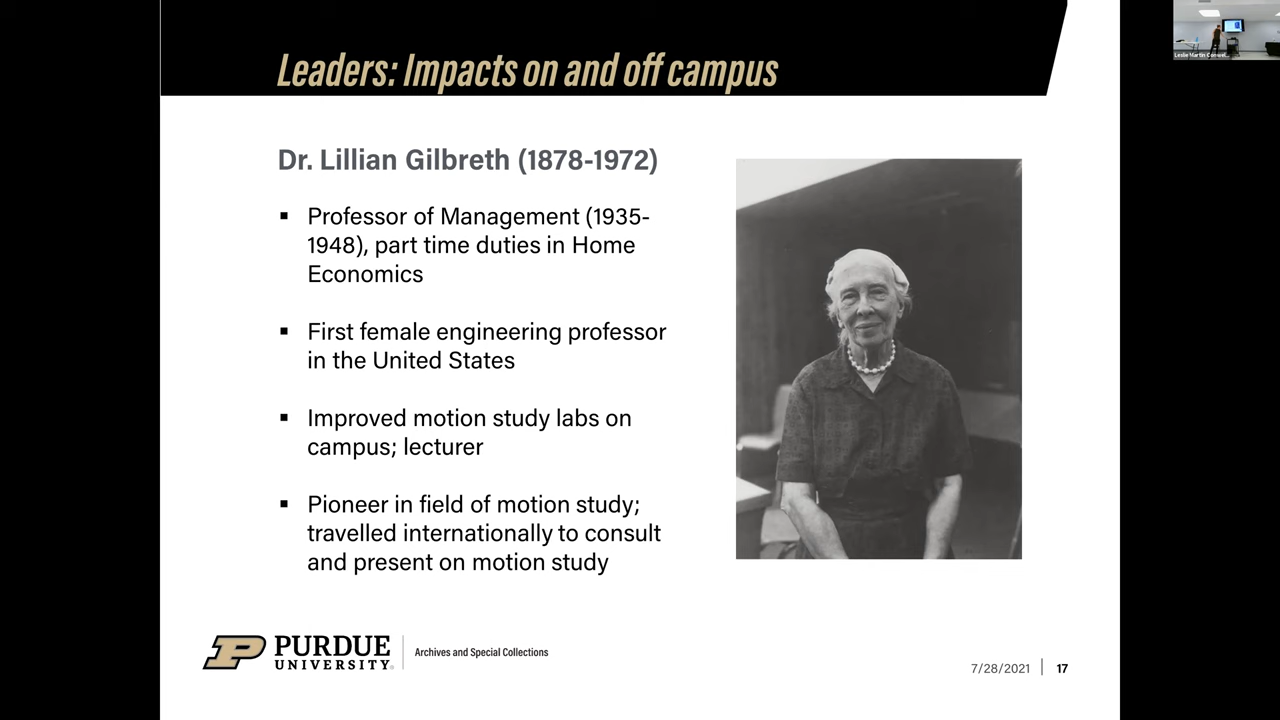 Leaders: Impacts on and off campus
Dr. Lillian Gilbreth (1878-1972)
▪ Professor of Management (1935-
1948), part time duties in Home
Economics
▪ First female engineering professor
in the United States
▪ Improved motion study labs on
campus; lecturer
▪ Pioneer in field of motion study;
travelled internationally to consult
and present on motion study
PURDUE
UNIVERSITY®
Archives and Special Collections
7/28/2021 | 17
Leslie Martin